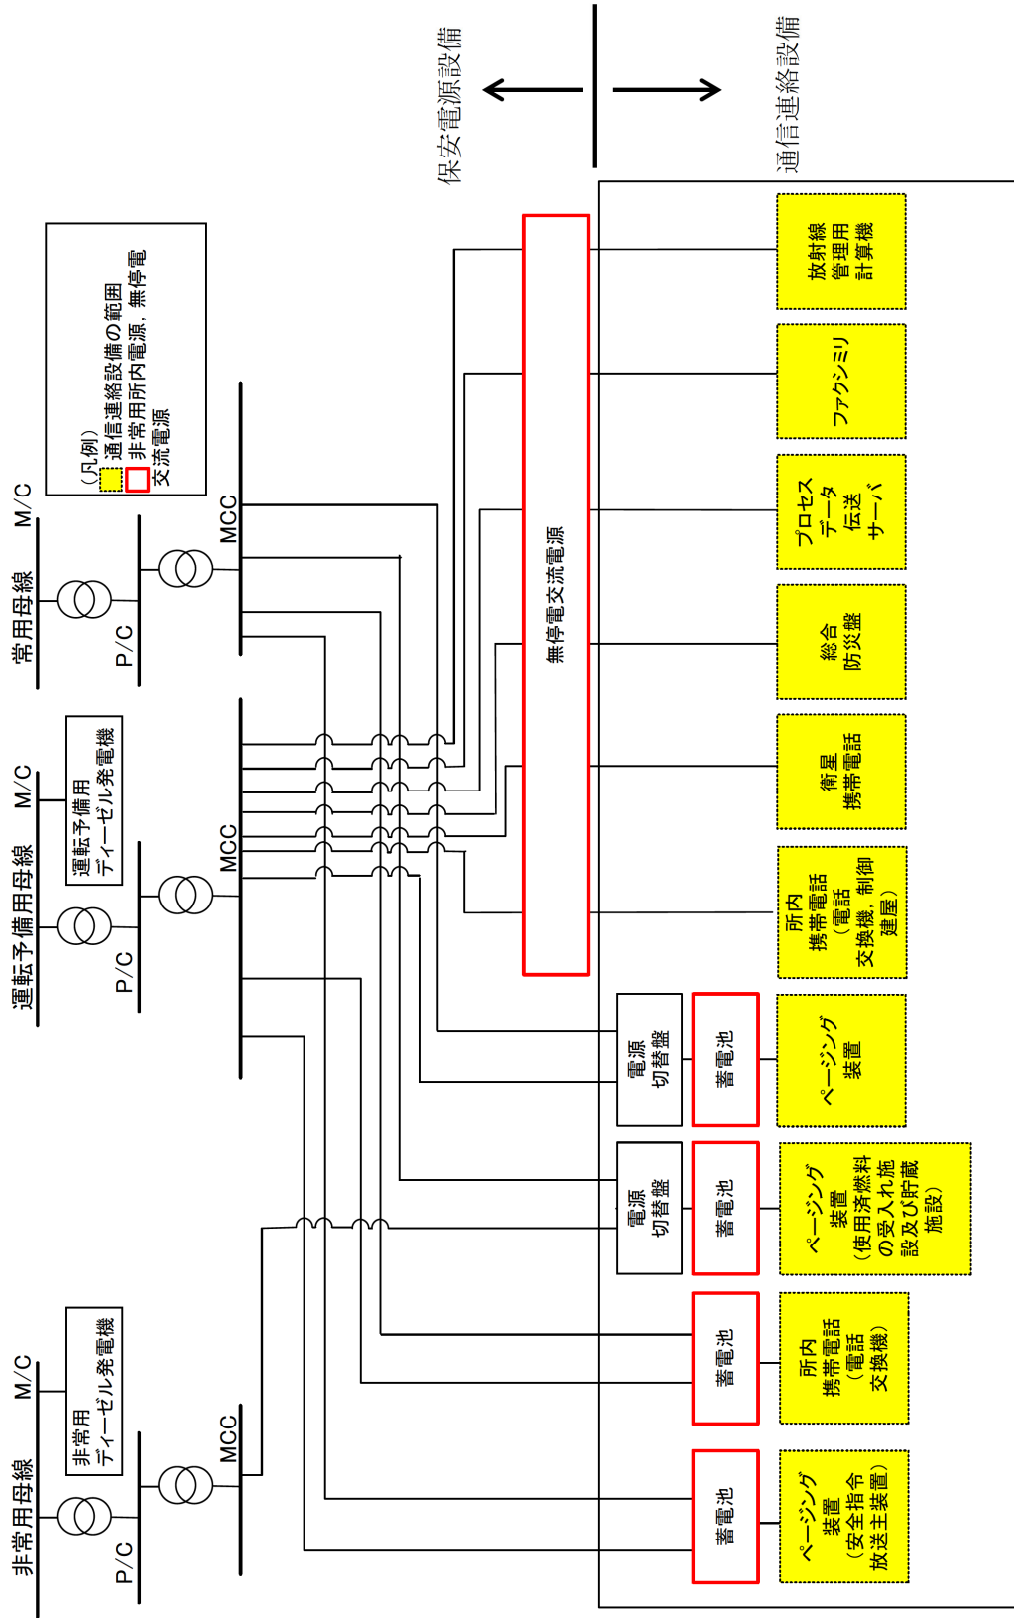 非常用母線
M/C
非常用
ディーゼル発電機
P/C
MCC
運転予備用母線
M/C
運転予備用
ディーゼル発電機
P/C
MCC
常用母線
M/C
P/C
MCC
(凡例)
通信連絡設備の範囲
非常用所内電源,無停電
交流電源
保安電源設備
通信連絡設備
無停電交流電源
電源
切替盤
電源
切替盤
蓄電池
蓄電池
蓄電池
蓄電池
ページング
装置
(安全指令
放送主装置)
所内
携帯電話
(電話
交換機)
ページング
装置
(使用済燃料
の受入れ施
設及び貯蔵
施設)
ページング
装置
所内
携帯電話
(電話
交換機,制御
建屋)
衛星
携帯電話
総合
防災盤
プロセス
データ
伝送
サーバ
ファクシミリ
放射線
管理用
計算機